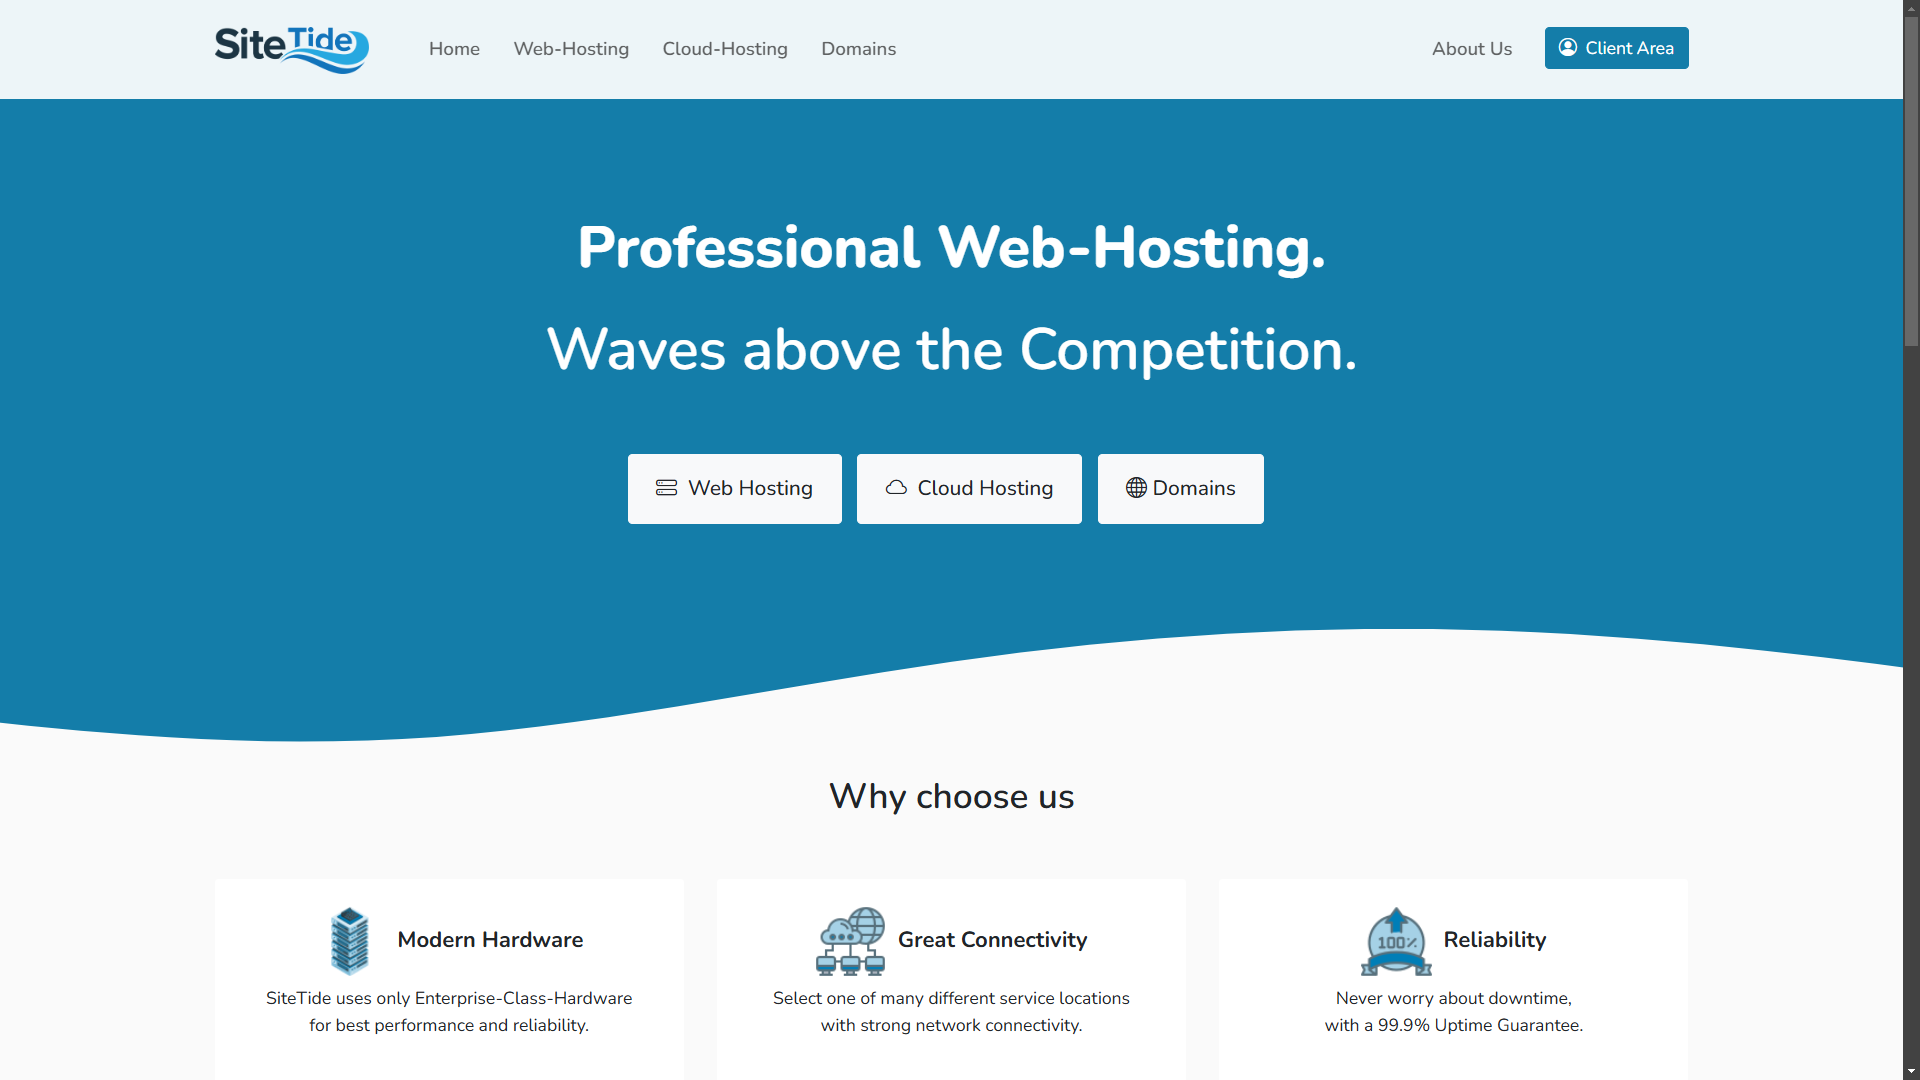 SiteTide
Home
Web-Hosting
Cloud-Hosting
Domains
About Us
Client Area
Professional Web-Hosting.
Waves above the Competition.
Web Hosting
Cloud Hosting
Domains
Why choose us
Modern Hardware
SiteTide uses only Enterprise-Class-Hardware
for best performance and reliability.
Great Connectivity
Select one of many different service locations
with strong network connectivity.
100%
Reliability
Never worry about downtime,
with a 99.9% Uptime Guarantee.